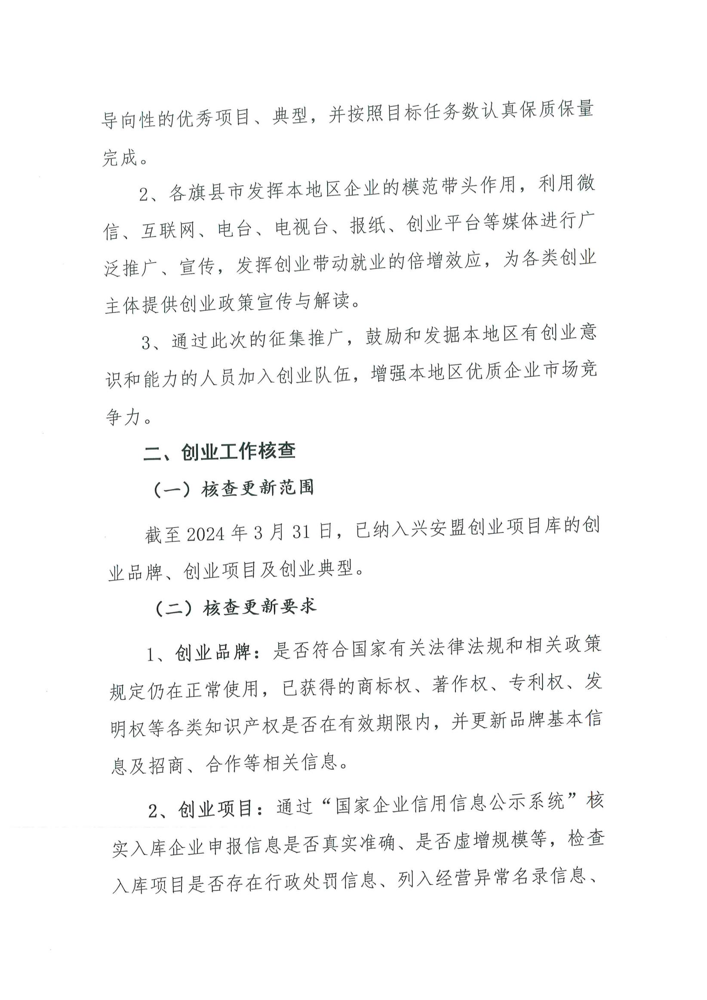 导向性的优秀项目、典型，并按照目标任务数认真保质保量
完成。
2、各旗县市发挥本地区企业的模范带头作用，利用微
信、互联网、电台、电视台、报纸、创业平台等媒体进行广
泛推广、宣传，发挥创业带动就业的倍增效应，为各类创业
主体提供创业政策宣传与解读。
3、通过此次的征集推广，鼓励和发掘本地区有创业意
识和能力的人员加入创业队伍，增强本地区优质企业市场竞
争力。
二、创业工作核查
（一）核查更新范围
截至 2024 年 3 月 31 日，已纳入兴安盟创业项目库的创
业品牌、创业项目及创业典型。
（二）核查更新要求
1、创业品牌：是否符合国家有关法律法规和相关政策
规定仍在正常使用，已获得的商标权、著作权、专利权、发
明权等各类知识产权是否在有效期限内，并更新品牌基本信
息及招商、合作等相关信息。
2、创业项目：通过“国家企业信用信息公示系统”核
实入库企业申报信息是否真实准确、是否虚增规模等，检查
入库项目是否存在行政处罚信息、列入经营异常名录信息、